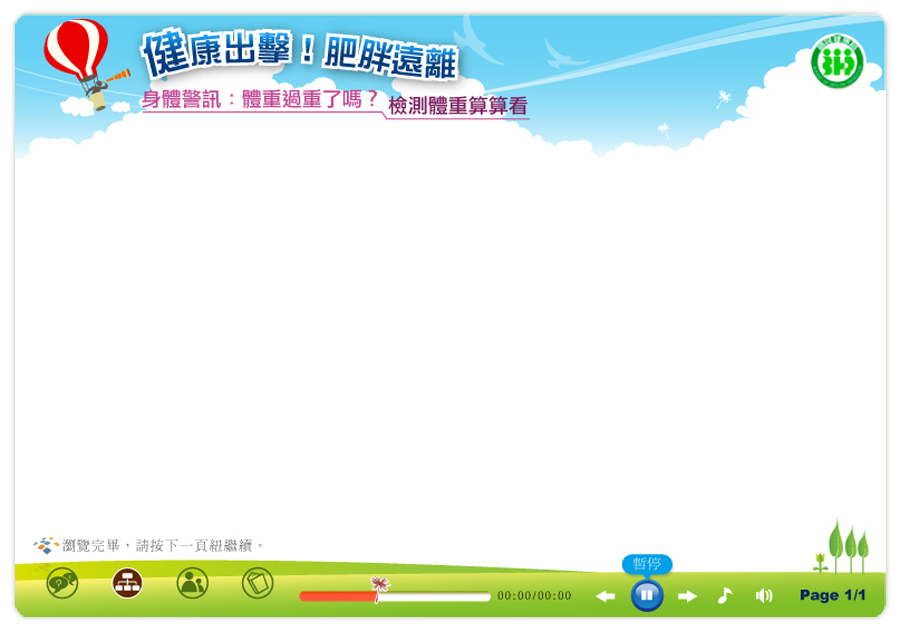 健康出擊！肥胖遠離
身體警訊：體重過重了嗎？ 檢測體重算算看
瀏覽完畢，請按下一頁鈕繼續。
暫停
00:00/00:00
Page 1/1